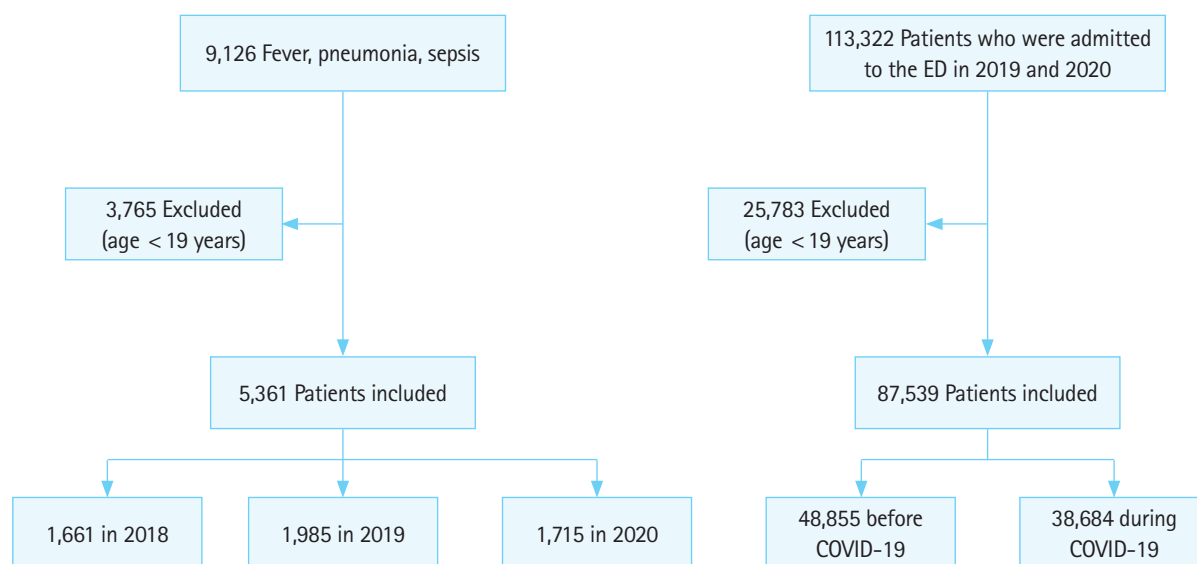 9,126 Fever, pneumonia, sepsis
3,765 Excluded
(age < 19 years)
5,361 Patients included
1,661 in 2018
1,985 in 2019
1,715 in 2020
113,322 Patients who were admitted
to the ED in 2019 and 2020
25,783 Excluded
(age < 19 years)
87,539 Patients included
48,855 before
COVID-19
38,684 during
COVID-19